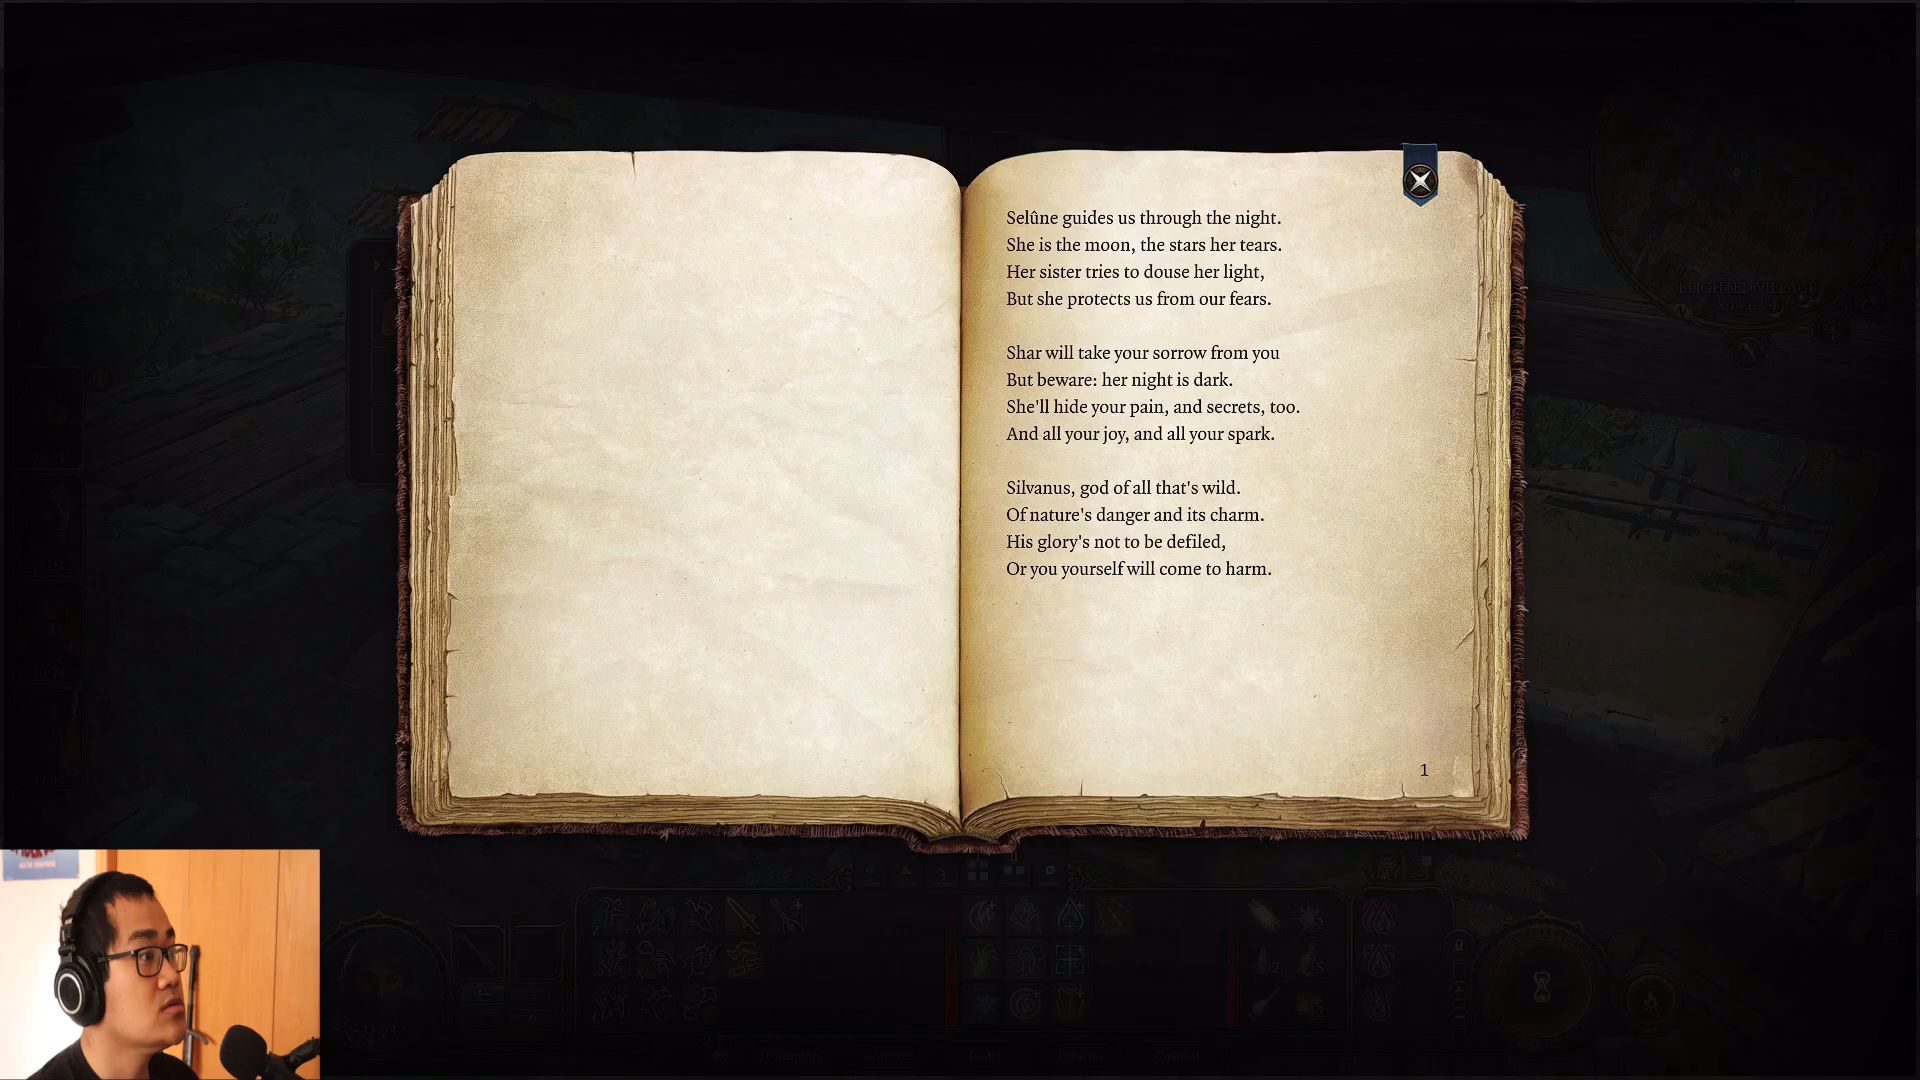 Selûne guides us through the night.
She is the moon, the stars her tears.
Her sister tries to douse her light,
But she protects us from our fears.
Shar will take your sorrow from you
But beware: her night is dark.
She'll hide your pain, and secrets, too.
And all your joy, and all your spark.
Silvanus, god of all that's wild.
Of nature's danger and its charm.
His glory's not to be defiled,
Or you yourself will come to harm.
1
BLIGHTED VILLAGE